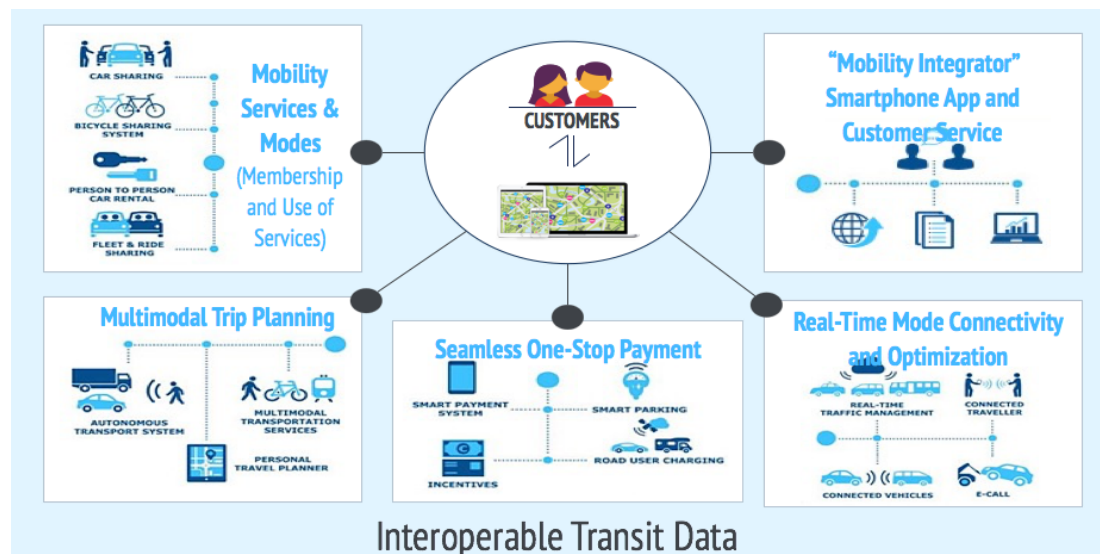 CAR SHARING
BICYCLE SHARING
SYSTEM
PERSON TO PERSON
CAR RENTAL
FLEET & RIDE
SHARING
Mobility
Services &
Modes
(Membership
and Use of
Services)
CUSTOMERS
“Mobility Integrator”
Smartphone App and
Customer Service
Multimodal Trip Planning
AUTONOMOUS
TRANSPORT SYSTEM
MULTIMODAL
TRANSPORTATION
SERVICES
PERSONAL
TRAVEL PLANNER
Seamless One-Stop Payment
SMART PAYMENT
SYSTEM
SMART PARKING
INCENTIVES
ROAD USER CHARGING
Real-Time Mode Connectivity
and Optimization
REAL-TIME
TRAFFIC MANAGEMENT
CONNECTED
TRAVELLER
CONNECTED VEHICLES
E-CALL
Interoperable Transit Data